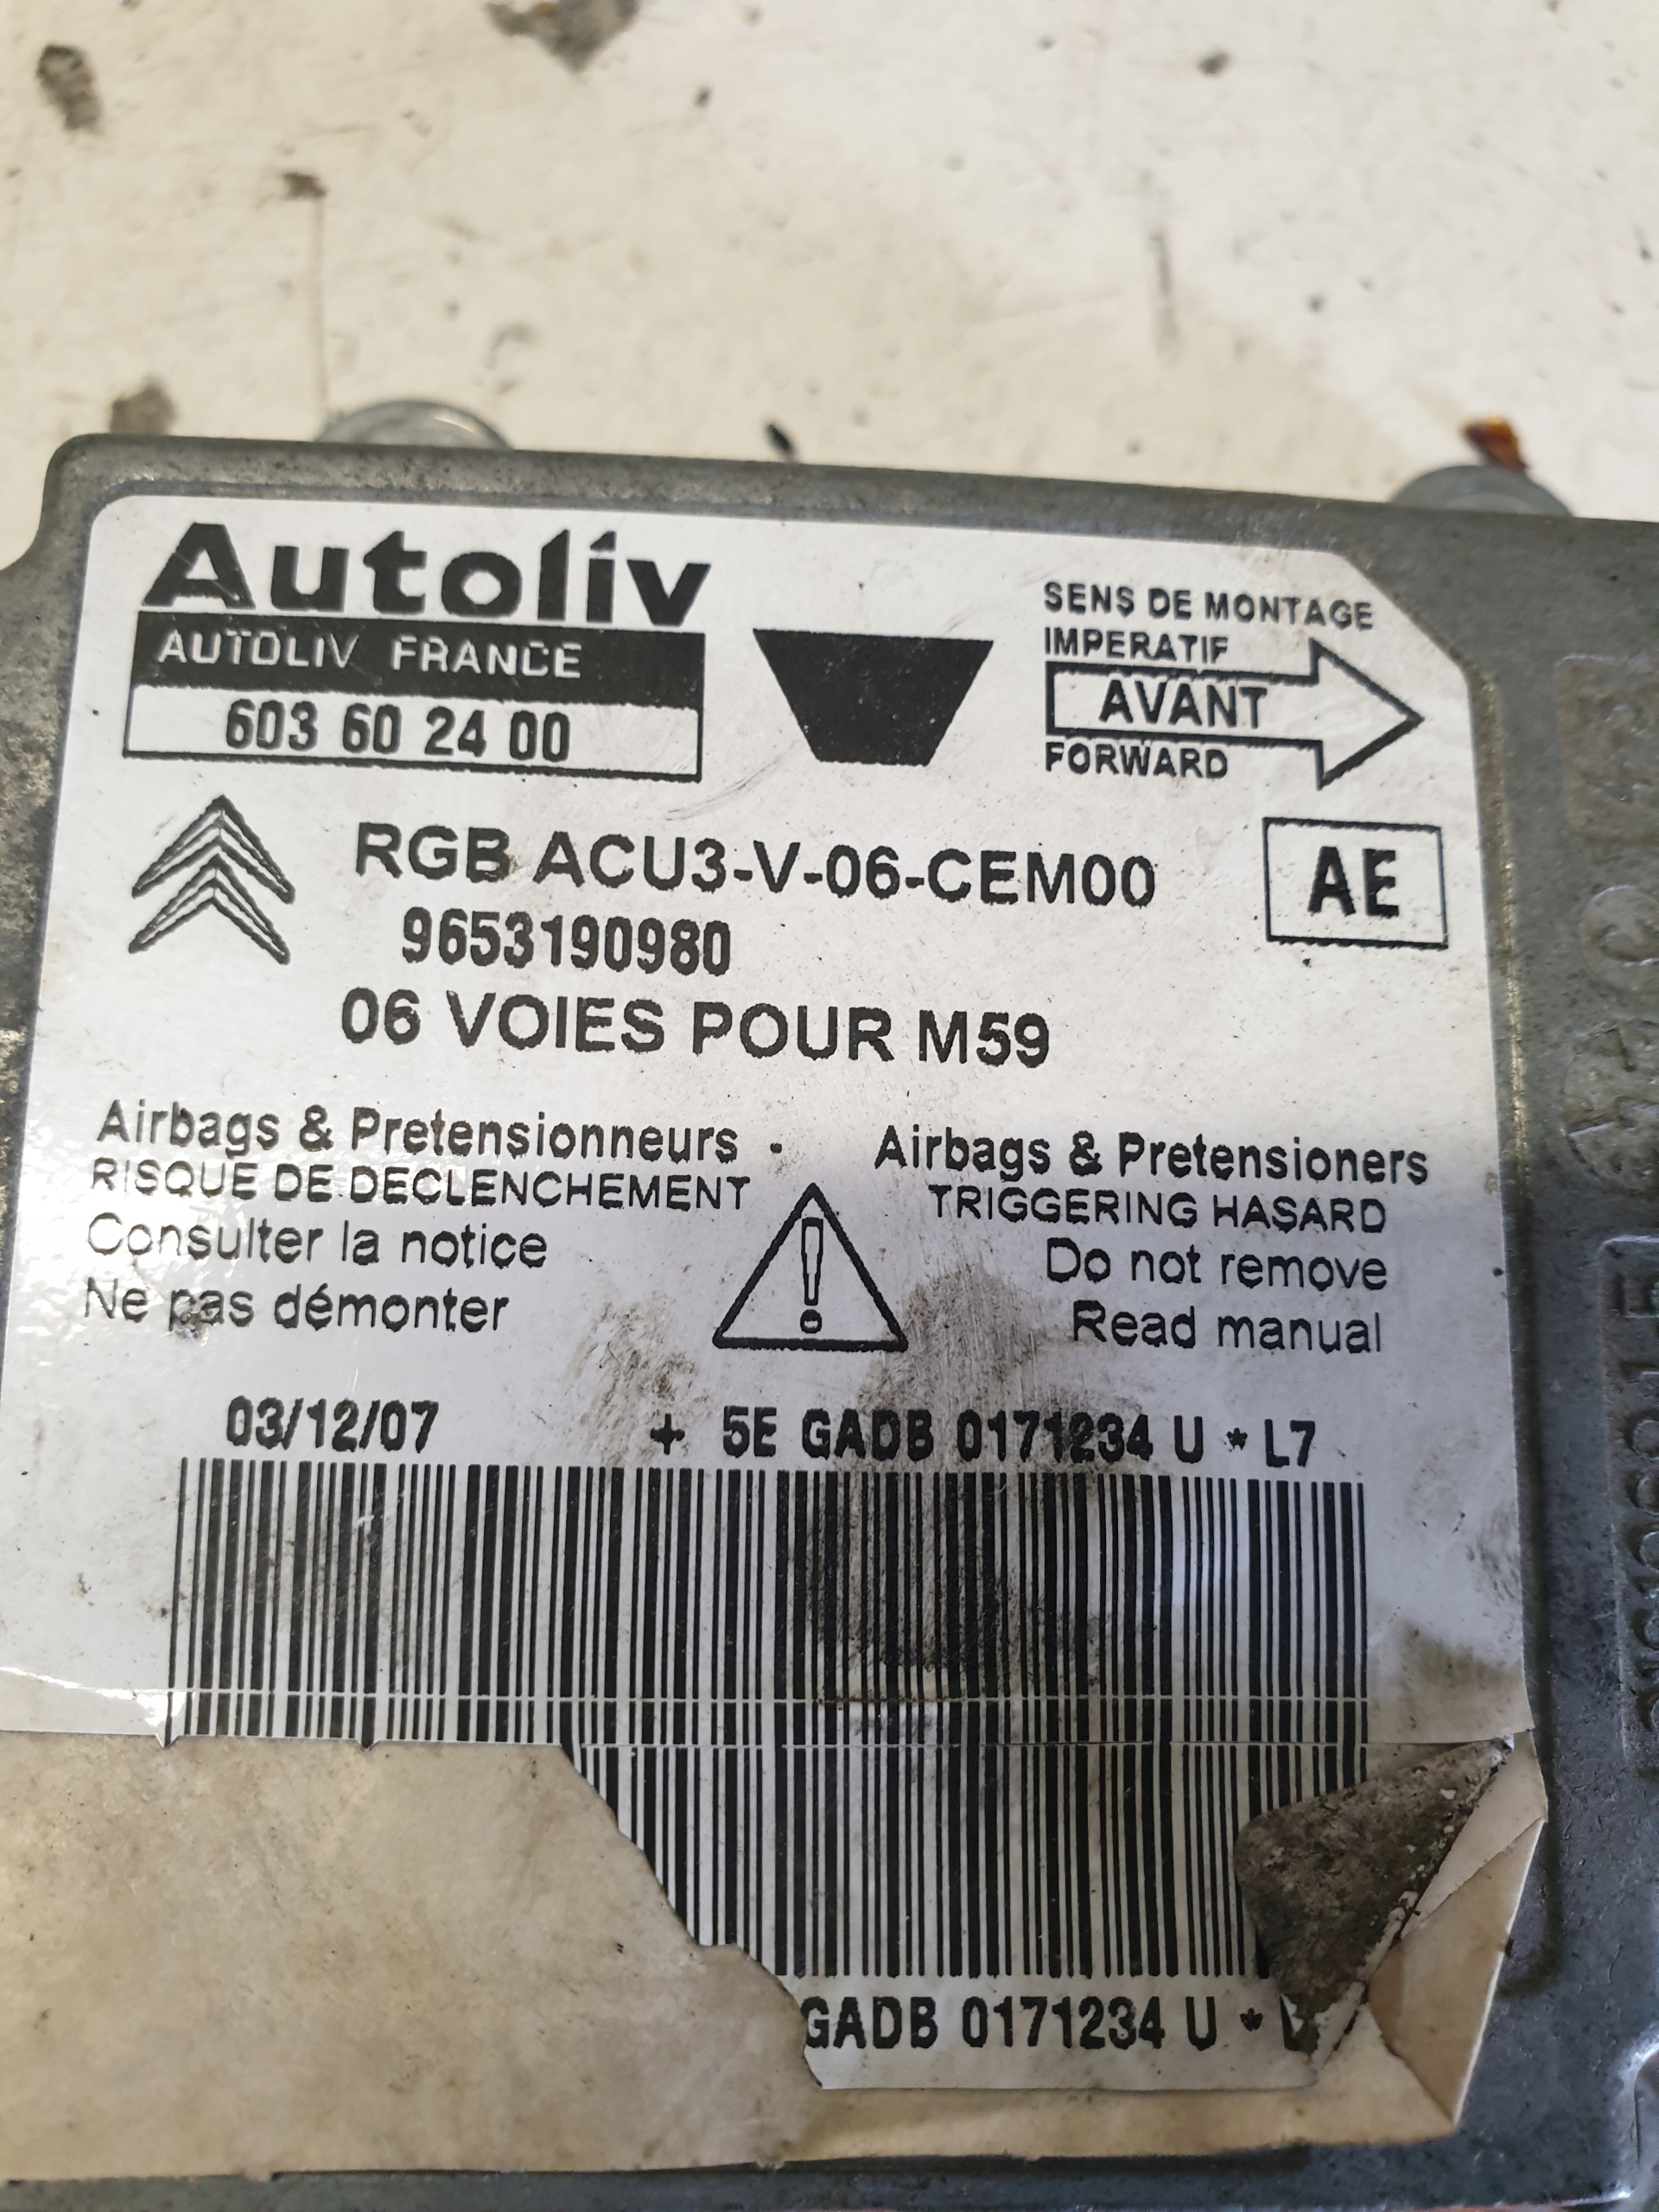 Autoliv
AUTOLIV FRANCE
603 60 24 00
SENS DE MONTAGE
IMPERATIF
AVANT
FORWARD
RGB ACU3-V-06-CEM00
AE
9653190980
06 VOIES POUR M59
Airbags & Pretensionneurs -
RISQUE DE DECLENCHEMENT
Consulter la notice
Ne pas démonter
Airbags & Pretensioners
TRIGGERING HASARD
Do not remove
Read manual
03/12/07 + 5E GADB 0171234 U * L7
GADB 0171234 U *